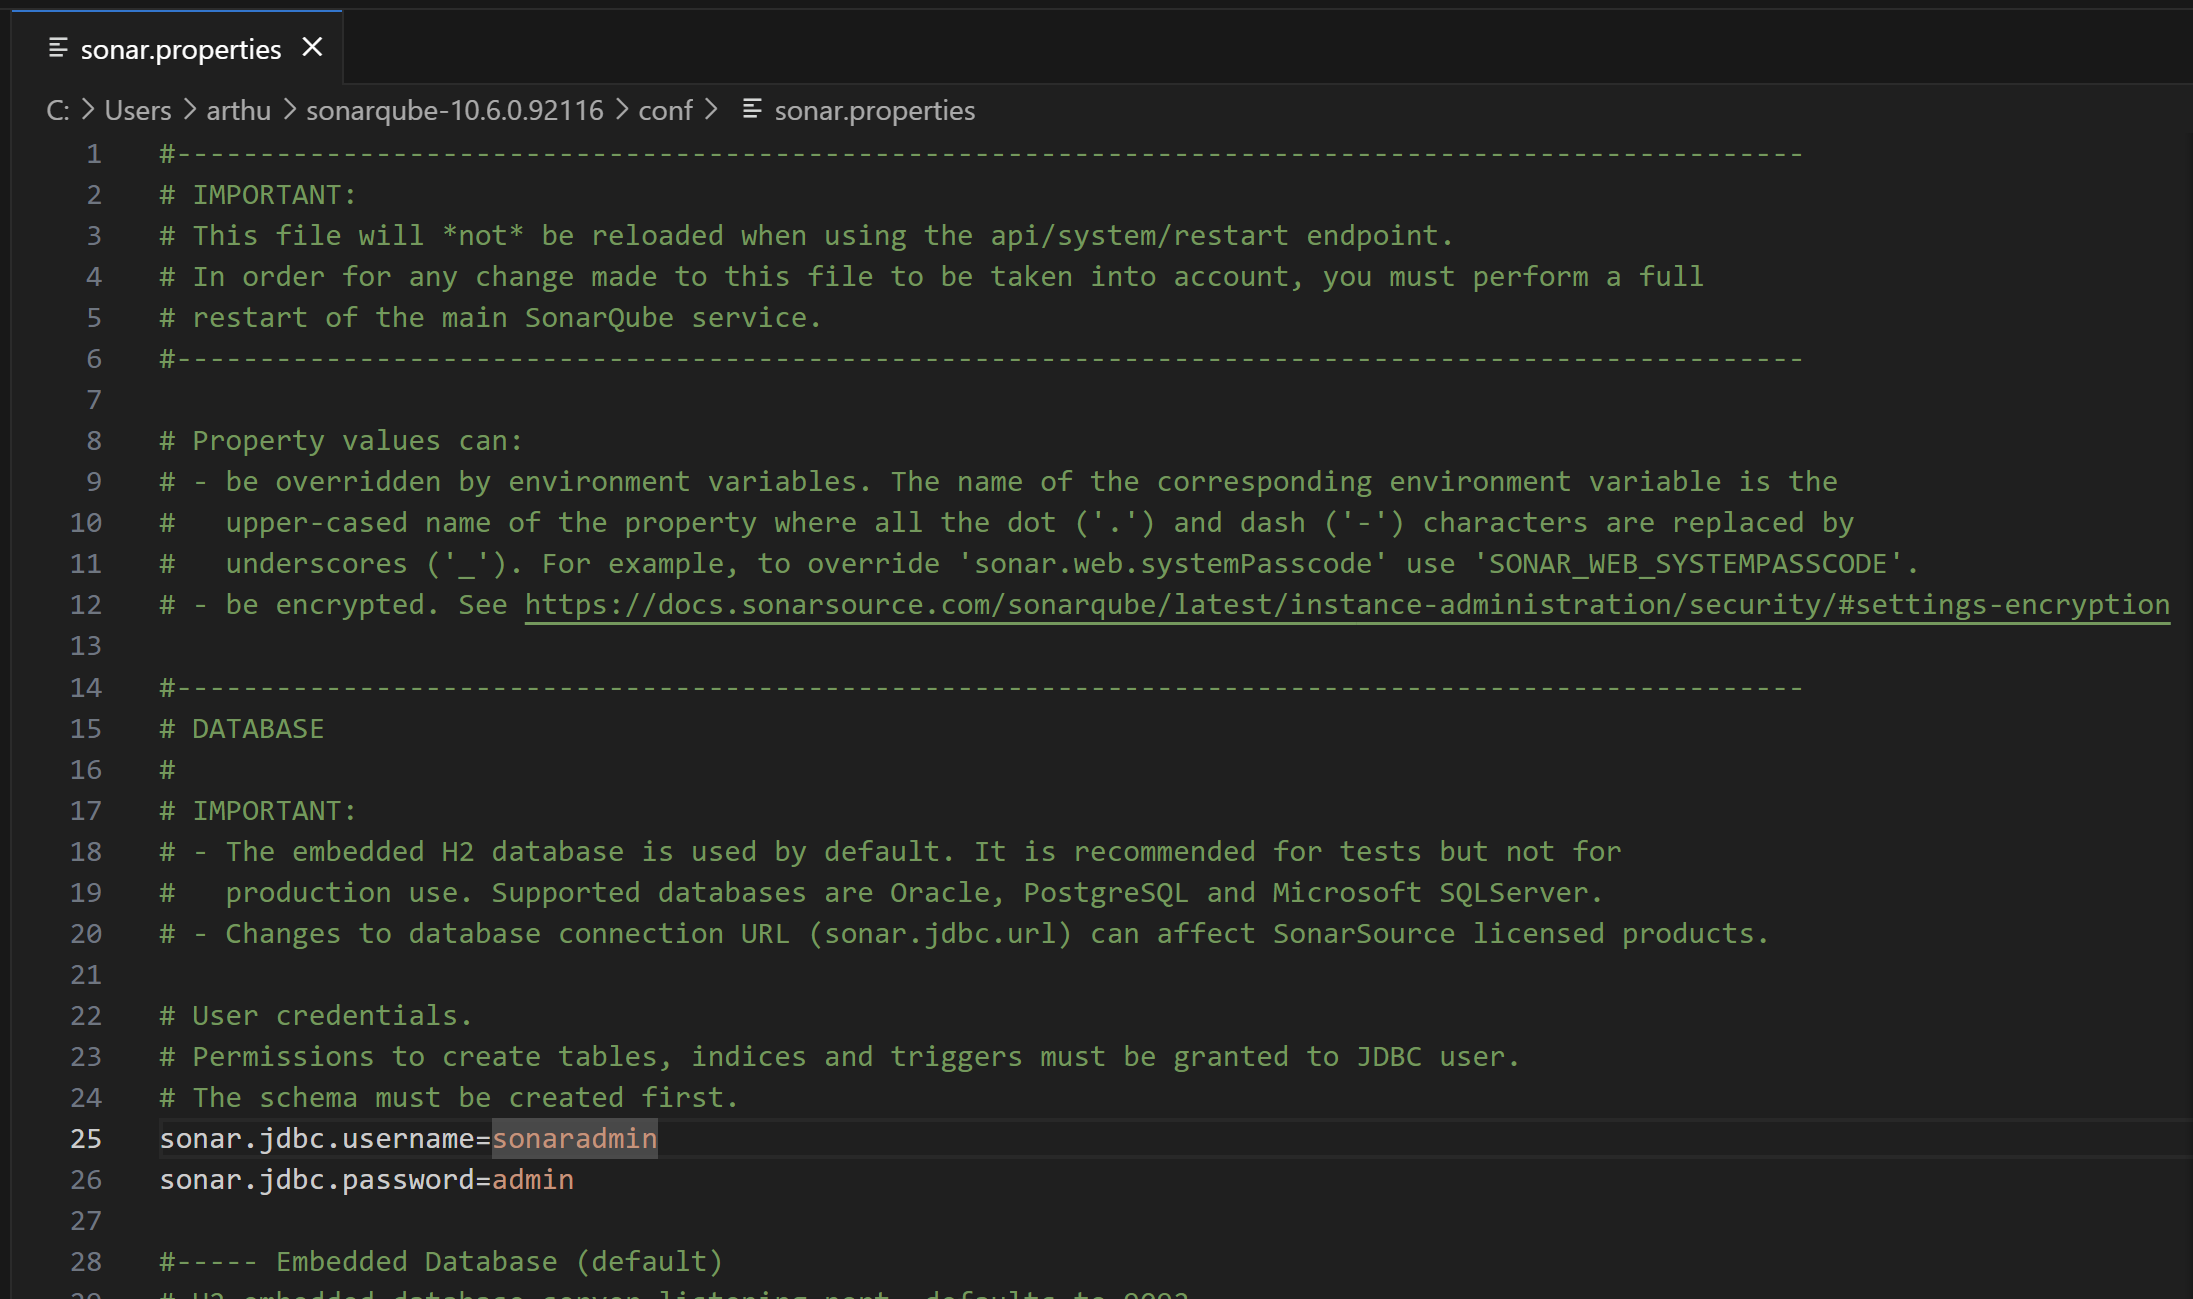 sonar.properties
C: > Users > arthu > sonarqube-10.6.0.92116 > conf > sonar.properties
1 #--------------------------------------------------------------------------------------------------
2 # IMPORTANT:
3 # This file will *not* be reloaded when using the api/system/restart endpoint.
4 # In order for any change made to this file to be taken into account, you must perform a full
5 # restart of the main SonarQube service.
6 #--------------------------------------------------------------------------------------------------
7
8 # Property values can:
9 # - be overridden by environment variables. The name of the corresponding environment variable is the
10 #   upper-cased name of the property where all the dot ('.') and dash ('-') characters are replaced by
11 #   underscores ('_'). For example, to override 'sonar.web.systemPasscode' use 'SONAR_WEB_SYSTEMPASSCODE'.
12 # - be encrypted. See https://docs.sonarsource.com/sonarqube/latest/instance-administration/security/#settings-encryption
13
14 #--------------------------------------------------------------------------------------------------
15 # DATABASE
16 #
17 # IMPORTANT:
18 # - The embedded H2 database is used by default. It is recommended for tests but not for
19 #   production use. Supported databases are Oracle, PostgreSQL and Microsoft SQLServer.
20 # - Changes to database connection URL (sonar.jdbc.url) can affect SonarSource licensed products.
21
22 # User credentials.
23 # Permissions to create tables, indices and triggers must be granted to JDBC user.
24 # The schema must be created first.
25 sonar.jdbc.username=sonaradmin
26 sonar.jdbc.password=admin
27
28 #----- Embedded Database (default)
29 # H2 embedded database server listening port, defaults to 9092